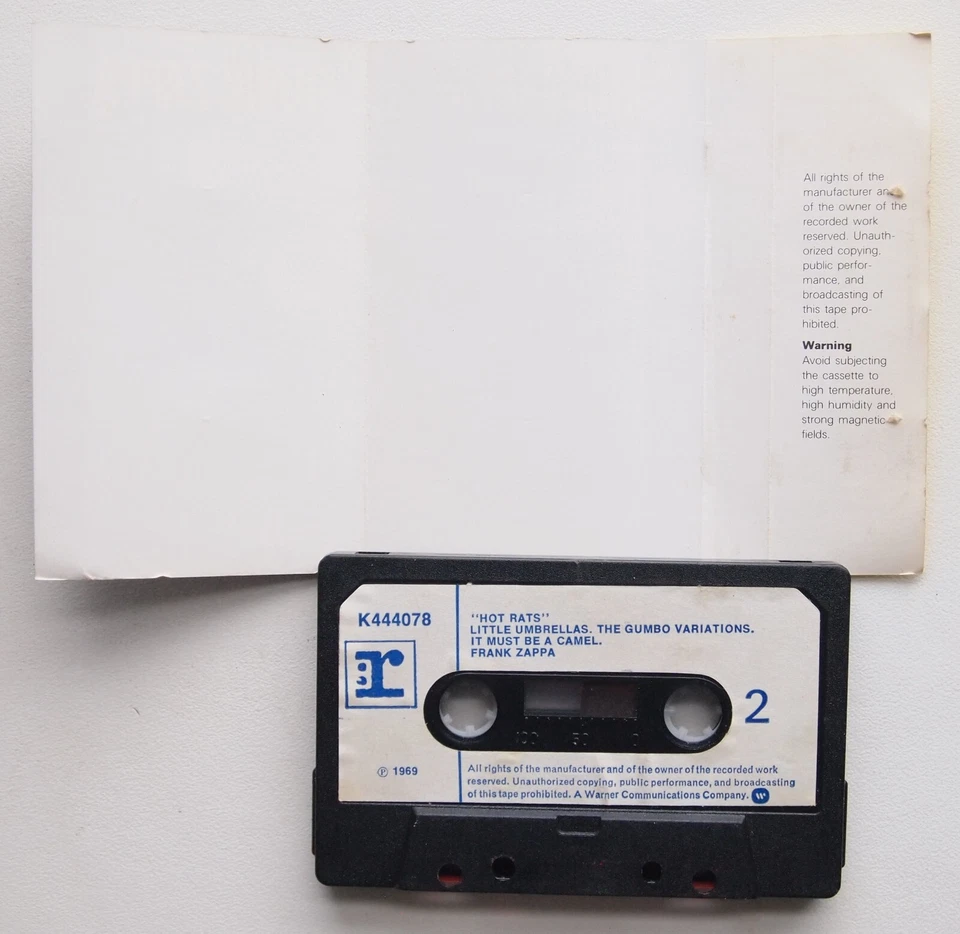 All rights of the
manufacturer and
of the owner of the
recorded work
reserved. Unauth-
orized copying,
public perfor-
mance, and
broadcasting of
this tape pro-
hibited.
Warning
Avoid subjecting
the cassette to
high temperature,
high humidity and
strong magnetic
fields.
K444078
r
"HOT RATS"
LITTLE UMBRELLAS. THE GUMBO VARIATIONS.
IT MUST BE A CAMEL.
FRANK ZAPPA
2
100 50 0
℗ 1969
All rights of the manufacturer and of the owner of the recorded work
reserved. Unauthorized copying, public performance, and broadcasting
of this tape prohibited. A Warner Communications Company. W